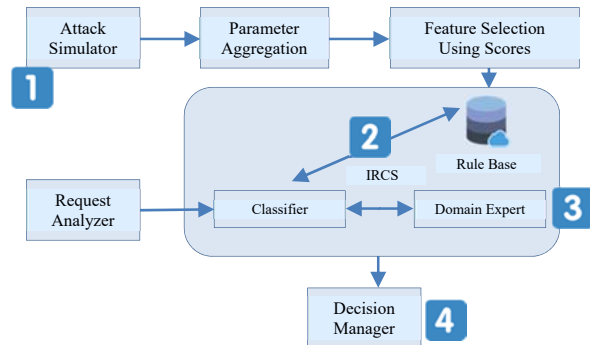 Attack
Simulator
Parameter
Aggregation
Feature Selection
Using Scores
1
2
Rule Base
IRCS
Request
Analyzer
Classifier
Domain Expert
3
Decision
Manager
4